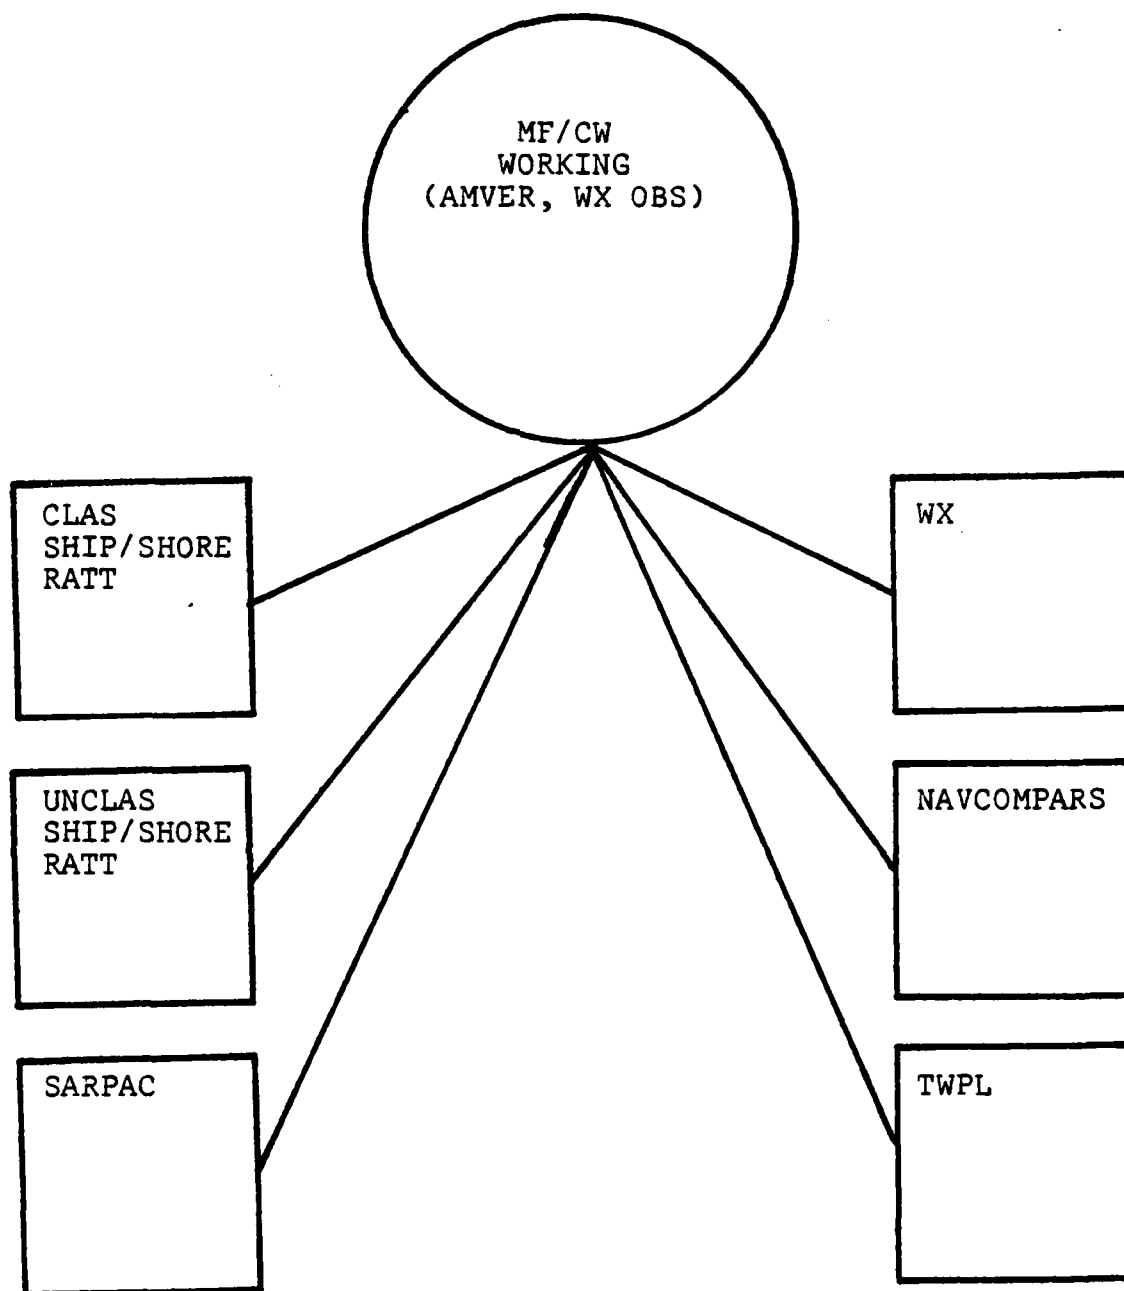 MF/CW
WORKING
(AMVER, WX OBS)
CLAS
SHIP/SHORE
RATT
WX
UNCLAS
SHIP/SHORE
RATT
NAVCOMPARS
SARPAC
TWPL